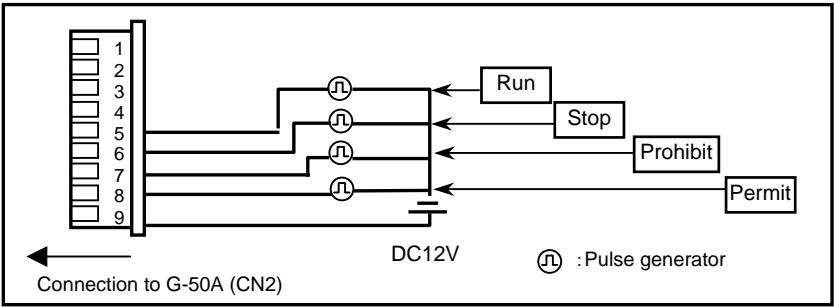 1
2
3
4
5
6
7
8
9
Run
Stop
Prohibit
Permit
DC12V
: Pulse generator
Connection to G-50A (CN2)